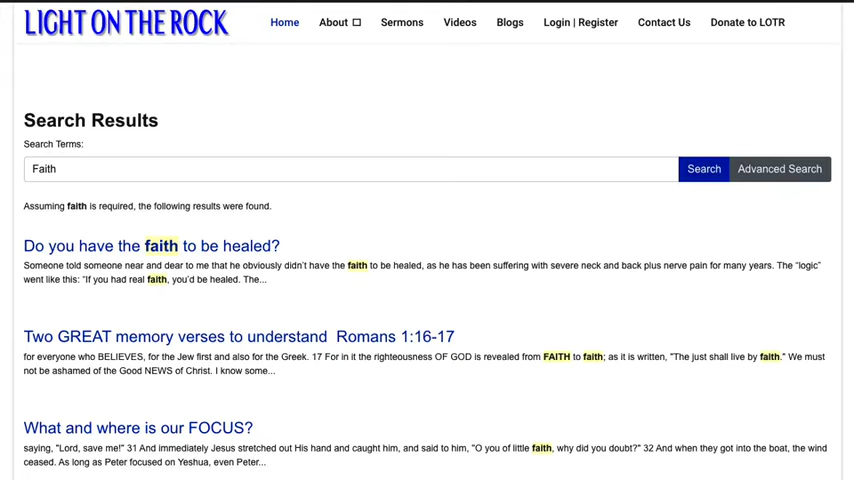 LIGHT ON THE ROCK
Home About Sermons Videos Blogs Login | Register Contact Us Donate to LOTR
Search Results
Search Terms:
Faith Search Advanced Search
Assuming faith is required, the following results were found.
Do you have the faith to be healed?
Someone told someone near and dear to me that he obviously didn't have the faith to be healed, as he has been suffering with severe neck and back plus nerve pain for many years. The “logic”
went like this: “If you had real faith, you'd be healed. The...
Two GREAT memory verses to understand Romans 1:16-17
for everyone who BELIEVES, for the Jew first and also for the Greek. 17 For in it the righteousness OF GOD is revealed from FAITH to faith; as it is written, "The just shall live by faith." We must
not be ashamed of the Good NEWS of Christ. I know some...
What and where is our FOCUS?
saying, "Lord, save me!" 31 And immediately Jesus stretched out His hand and caught him, and said to him, "O you of little faith, why did you doubt?" 32 And when they got into the boat, the wind
ceased. As long as Peter focused on Yeshua, even Peter...